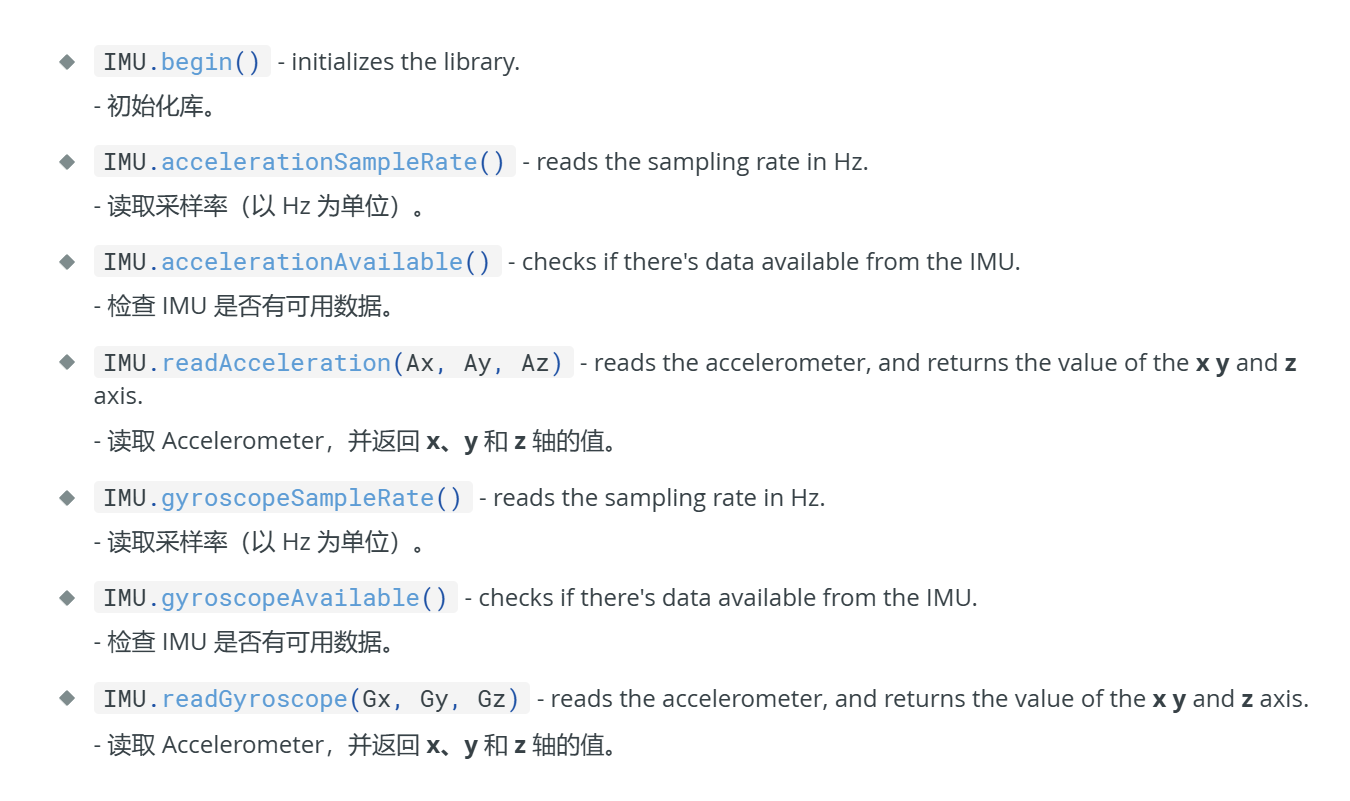 IMU.begin() - initializes the library.
- 初始化库。
IMU.accelerationSampleRate() - reads the sampling rate in Hz.
- 读取采样率（以 Hz 为单位）。
IMU.accelerationAvailable() - checks if there's data available from the IMU.
- 检查 IMU 是否有可用数据。
IMU.readAcceleration(Ax, Ay, Az) - reads the accelerometer, and returns the value of the x y and z
axis.
- 读取 Accelerometer，并返回 x、y 和 z 轴的值。
IMU.gyroscopeSampleRate() - reads the sampling rate in Hz.
- 读取采样率（以 Hz 为单位）。
IMU.gyroscopeAvailable() - checks if there's data available from the IMU.
- 检查 IMU 是否有可用数据。
IMU.readGyroscope(Gx, Gy, Gz) - reads the accelerometer, and returns the value of the x y and z axis.
- 读取 Accelerometer，并返回 x、y 和 z 轴的值。